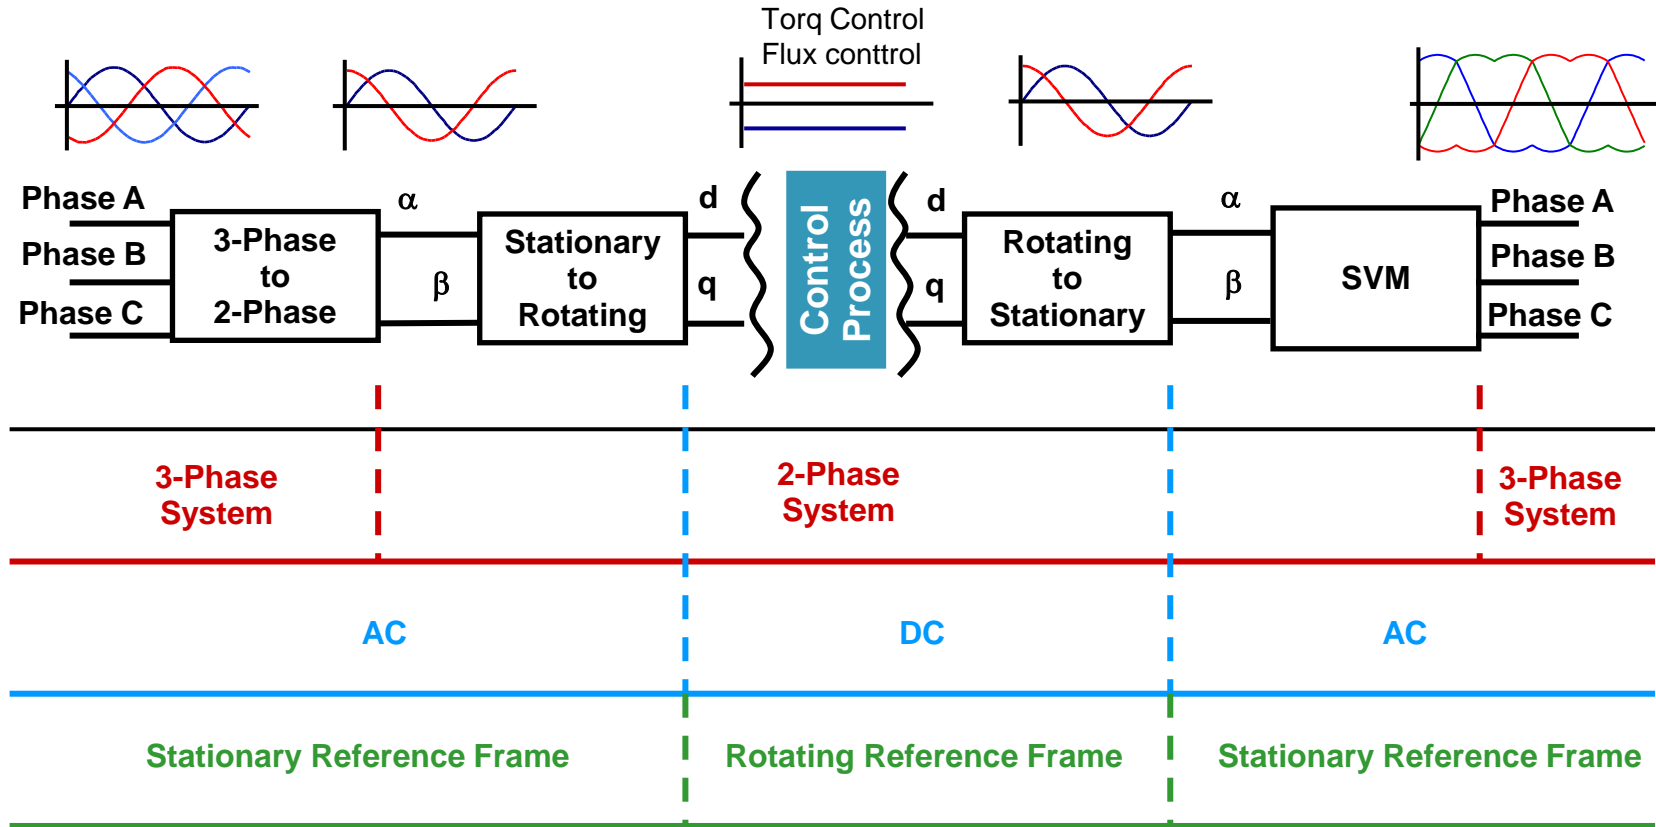 Torq Control
Flux conttrol
Phase A
Phase B
Phase C
3-Phase
to
2-Phase
α
β
Stationary
to
Rotating
d
q
Control
Process
d
q
Rotating
to
Stationary
α
β
SVM
Phase A
Phase B
Phase C
3-Phase
System
2-Phase
System
3-Phase
System
AC
DC
AC
Stationary Reference Frame
Rotating Reference Frame
Stationary Reference Frame